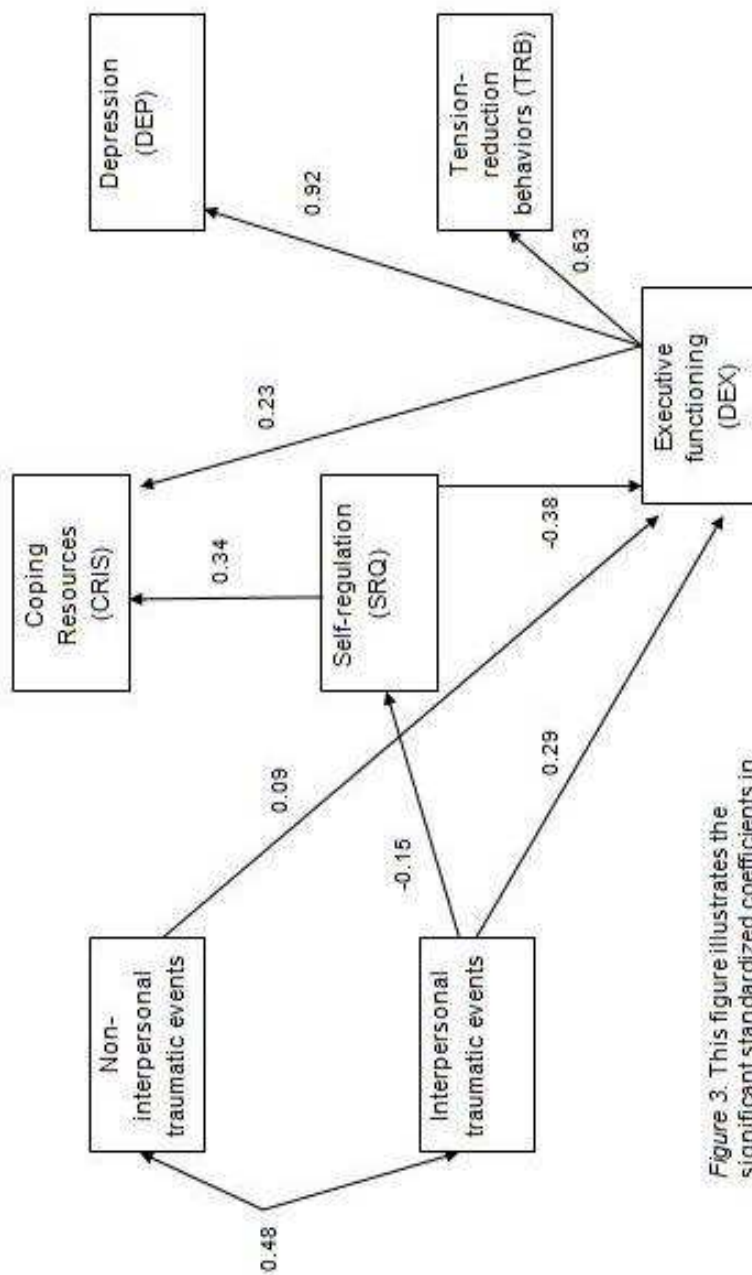 0.48
Non-
interpersonal
traumatic events
Interpersonal
traumatic events
0.09
-0.15
0.29
Coping
Resources
(CRIS)
0.34
Self-regulation
(SRQ)
-0.38
0.23
Executive
functioning
(DEX)
0.92
0.63
Depression
(DEP)
Tension-
reduction
behaviors (TRB)
Figure 3. This figure illustrates the
significant standardized coefficients in